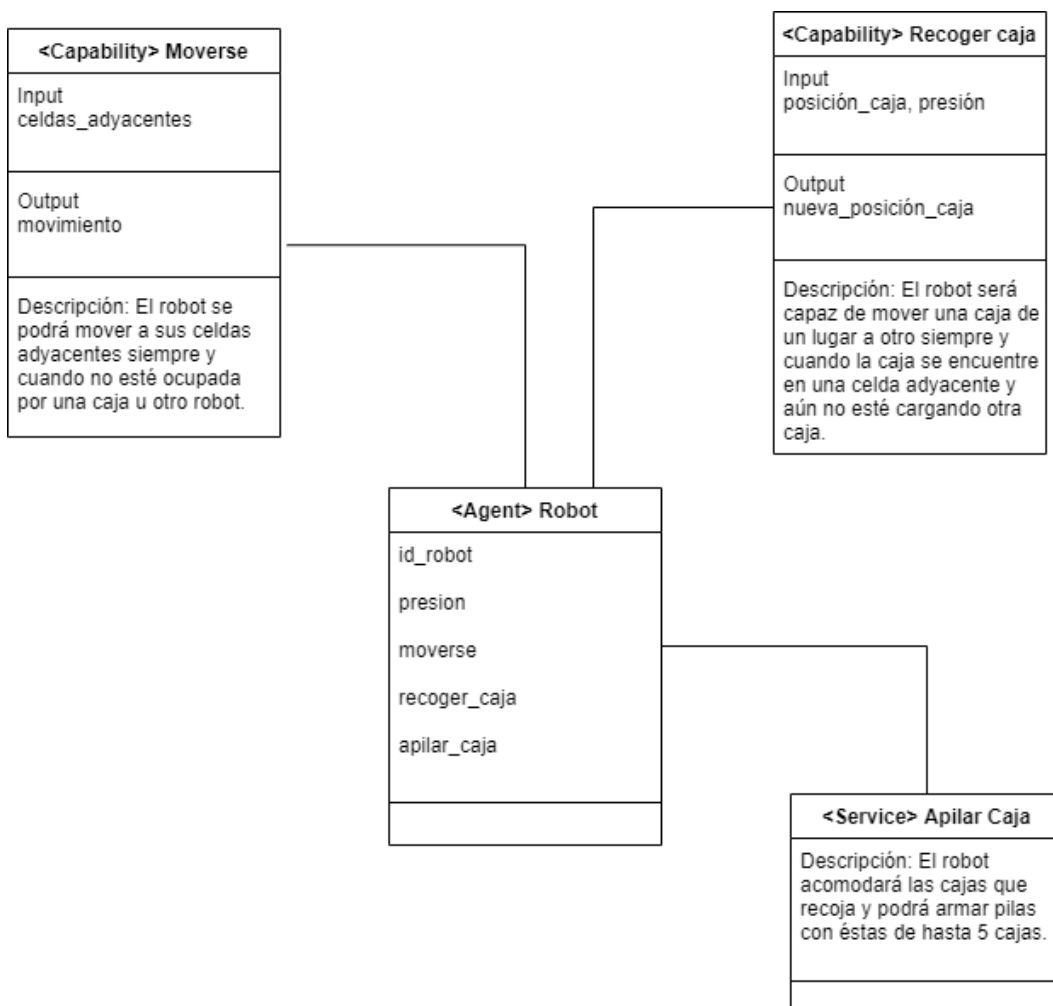 <Capability> Moverse
Input
celdas_adyacentes
Output
movimiento
Descripción: El robot se
podrá mover a sus celdas
adyacentes siempre y
cuando no esté ocupada
por una caja u otro robot.
<Capability> Recoger caja
Input
posición_caja, presión
Output
nueva_posición_caja
Descripción: El robot será
capaz de mover una caja de
un lugar a otro siempre y
cuando la caja se encuentre
en una celda adyacente y
aún no esté cargando otra
caja.
<Agent> Robot
id_robot
presion
moverse
recoger_caja
apilar_caja
<Service> Apilar Caja
Descripción: El robot
acomodará las cajas que
recoja y podrá armar pilas
con éstas de hasta 5 cajas.